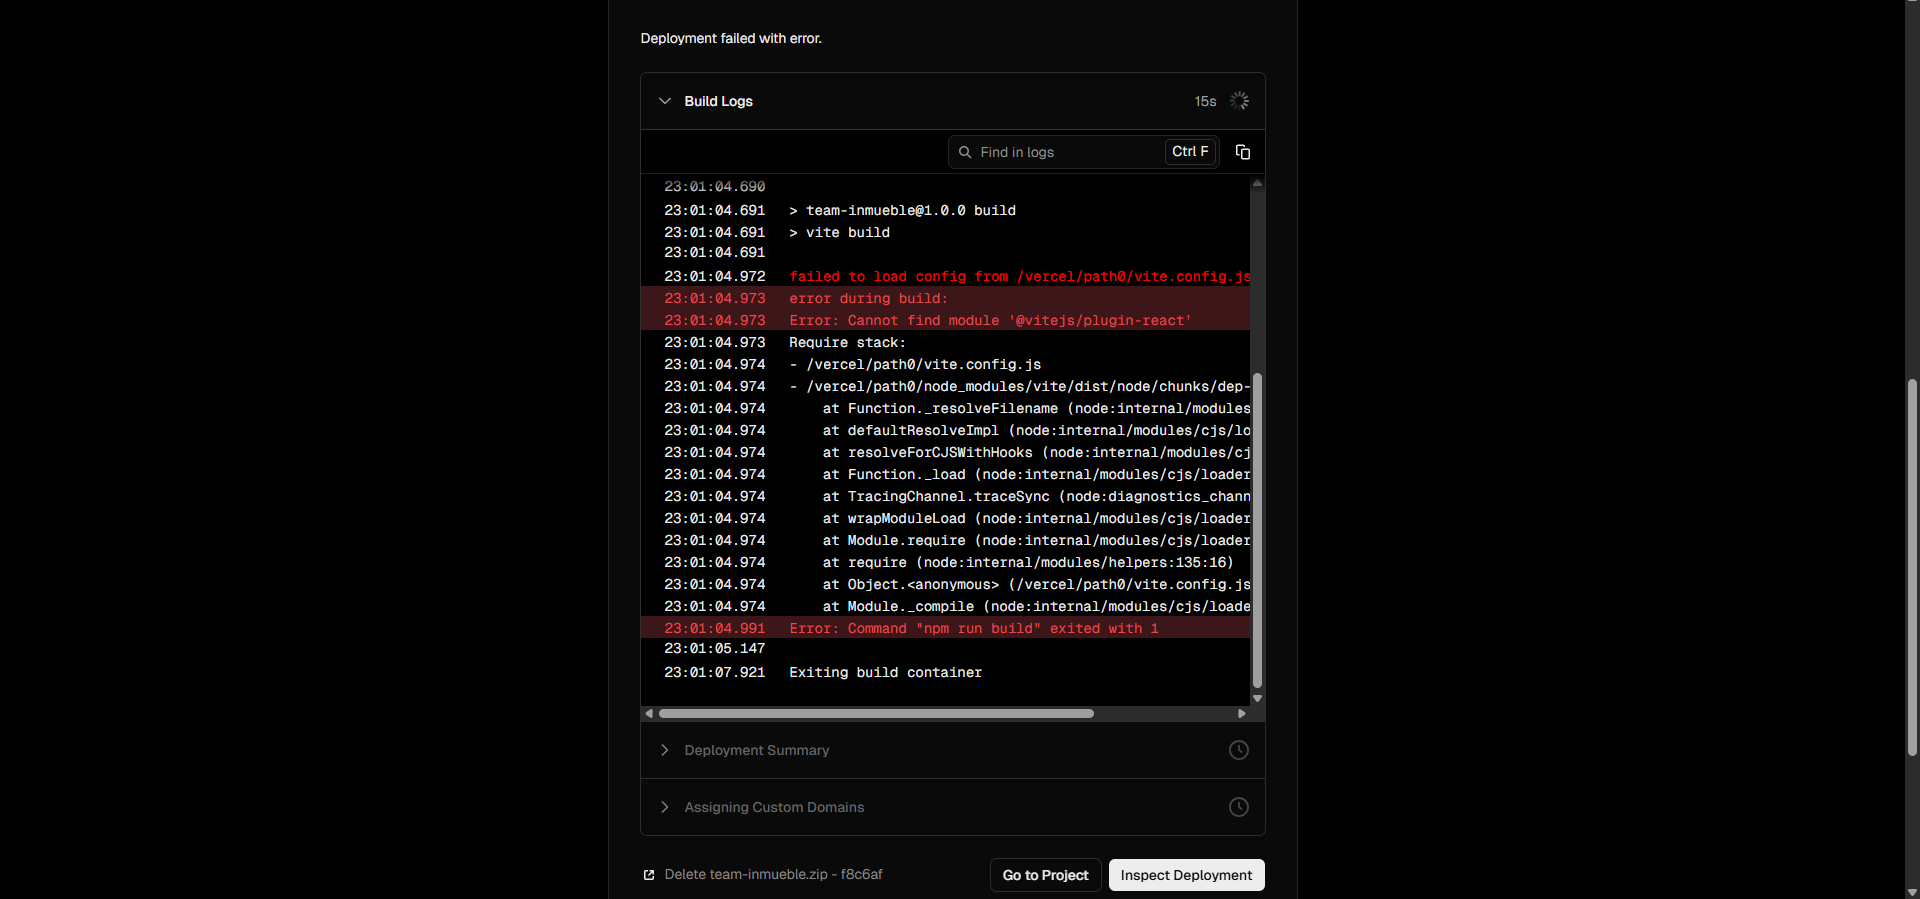 Deployment failed with error.
Build Logs
15s
Find in logs
Ctrl F
23:01:04.690
23:01:04.691 > team-inmueble@1.0.0 build
23:01:04.691 > vite build
23:01:04.691
23:01:04.972 failed to load config from /vercel/path0/vite.config.js
23:01:04.973 error during build:
23:01:04.973 Error: Cannot find module '@vitejs/plugin-react'
23:01:04.973 Require stack:
23:01:04.974 - /vercel/path0/vite.config.js
23:01:04.974 - /vercel/path0/node_modules/vite/dist/node/chunks/dep-
23:01:04.974 at Function._resolveFilename (node:internal/modules
23:01:04.974 at defaultResolveImpl (node:internal/modules/cjs/lo
23:01:04.974 at resolveForCJSWithHooks (node:internal/modules/cj
23:01:04.974 at Function._load (node:internal/modules/cjs/loader
23:01:04.974 at TracingChannel.traceSync (node:diagnostics_chann
23:01:04.974 at wrapModuleLoad (node:internal/modules/cjs/loader
23:01:04.974 at Module.require (node:internal/modules/cjs/loader
23:01:04.974 at require (node:internal/modules/helpers:135:16)
23:01:04.974 at Object.<anonymous> (/vercel/path0/vite.config.js
23:01:04.974 at Module._compile (node:internal/modules/cjs/loade
23:01:04.991 Error: Command "npm run build" exited with 1
23:01:05.147
23:01:07.921 Exiting build container
Deployment Summary
Assigning Custom Domains
Delete team-inmueble.zip - f8c6af
Go to Project
Inspect Deployment